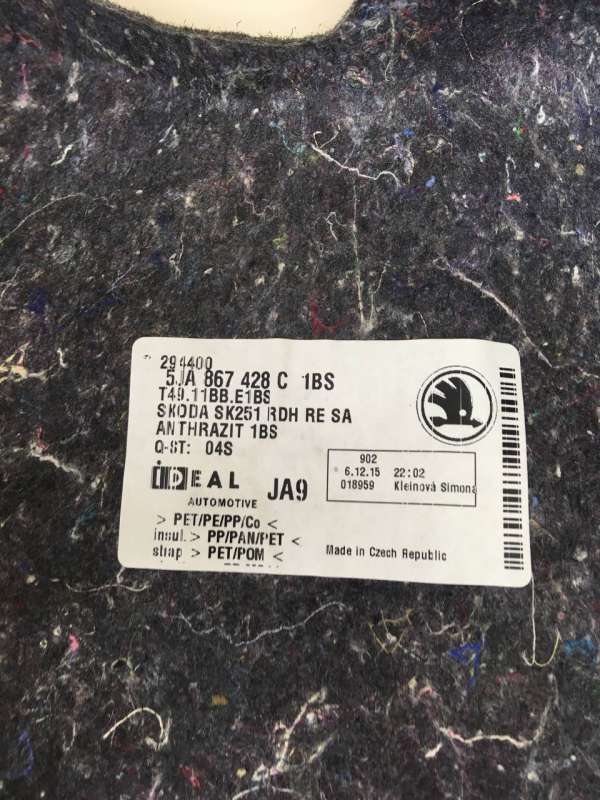 294400
5JA 867 428 C 1BS
T49.11BB.E1BS
SKODA SK251 RDH RE SA
ANTHRAZIT 1BS
Q-ST: 04S
IDEAL
AUTOMOTIVE
JA9
902
6.12.15 22:02
018959 Kleinová Simona
> PET/PE/PP/Co <
insul. > PP/PAN/PET <
strap > PET/POM <
Made in Czech Republic